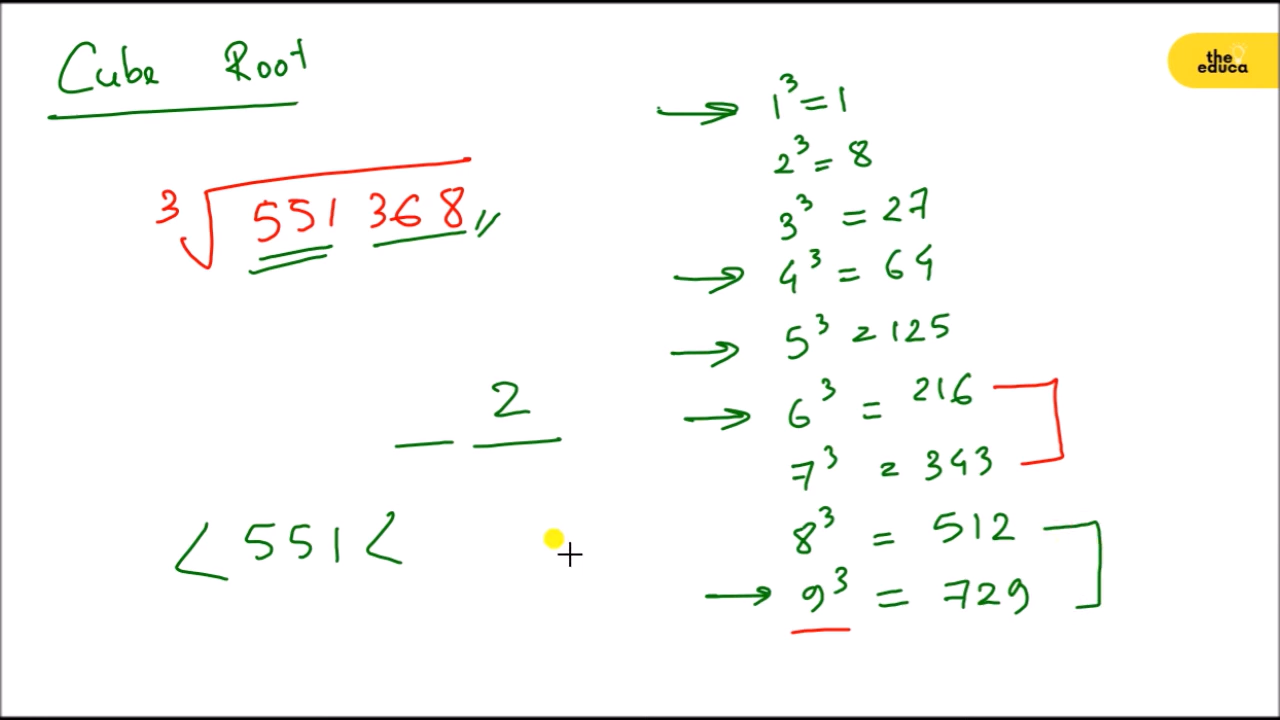 Cube Root
the
educa
∛551 368
2
< 551 <
1³ = 1
2³ = 8
3³ = 27
4³ = 64
5³ = 125
6³ = 216
7³ = 343
8³ = 512
9³ = 729